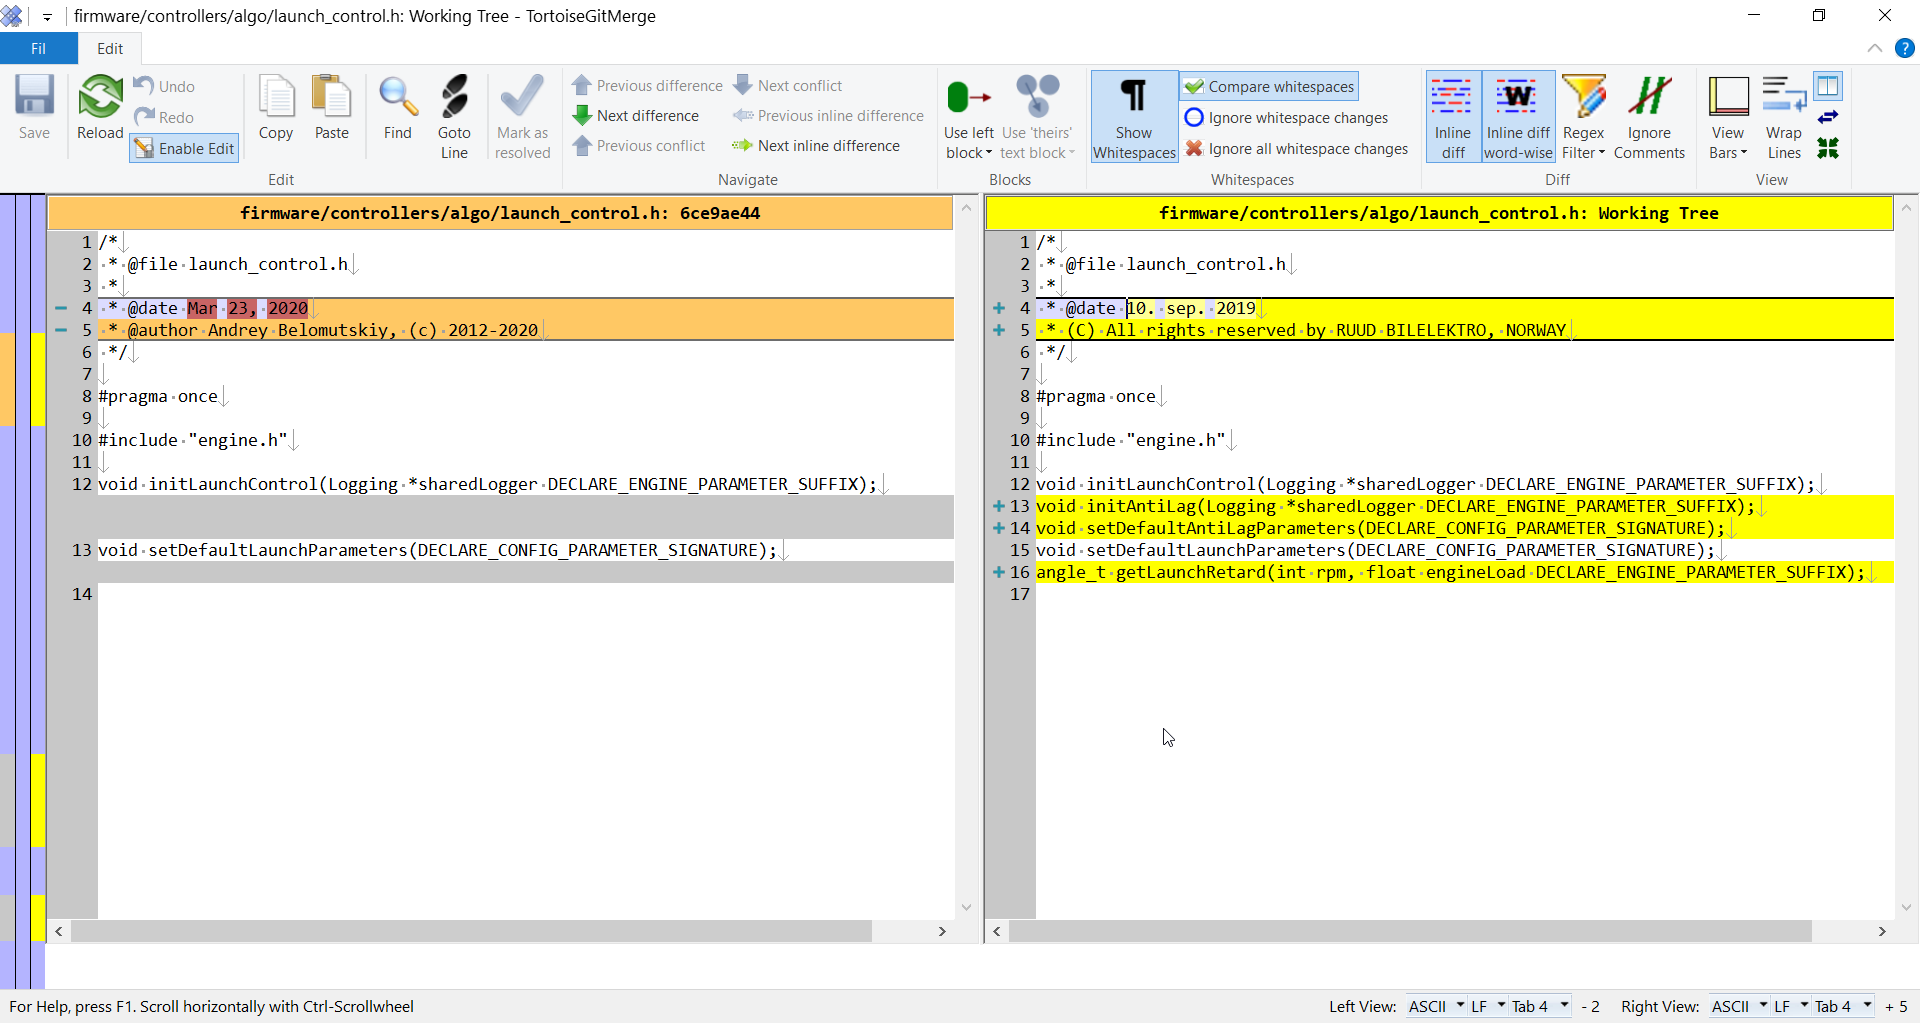 firmware/controllers/algo/launch_control.h: Working Tree - TortoiseGitMerge
Fil Edit
Save
Reload
Undo
Redo
Enable Edit
Copy
Paste
Find
Goto Line
Mark as resolved
Edit
Previous difference
Next difference
Previous conflict
Next conflict
Previous inline difference
Next inline difference
Navigate
Use left block
Use 'theirs' text block
Blocks
Show Whitespaces
Compare whitespaces
Ignore whitespace changes
Ignore all whitespace changes
Whitespaces
Inline diff
Inline diff word-wise
Regex Filter
Ignore Comments
Diff
View Bars
Wrap Lines
View
firmware/controllers/algo/launch_control.h: 6ce9ae44
1 /*
2 * @file launch_control.h
3 *
4 * @date Mar 23, 2020
5 * @author Andrey Belomutskiy, (c) 2012-2020
6 */
7
8 #pragma once
9
10 #include "engine.h"
11
12 void initLaunchControl(Logging *sharedLogger DECLARE_ENGINE_PARAMETER_SUFFIX);
13 void setDefaultLaunchParameters(DECLARE_CONFIG_PARAMETER_SIGNATURE);
14
firmware/controllers/algo/launch_control.h: Working Tree
1 /*
2 * @file launch_control.h
3 *
4 * @date 10. sep. 2019
5 * (C) All rights reserved by RUUD BILELEKTRO, NORWAY
6 */
7
8 #pragma once
9
10 #include "engine.h"
11
12 void initLaunchControl(Logging *sharedLogger DECLARE_ENGINE_PARAMETER_SUFFIX);
13 void initAntiLag(Logging *sharedLogger DECLARE_ENGINE_PARAMETER_SUFFIX);
14 void setDefaultAntiLagParameters(DECLARE_CONFIG_PARAMETER_SIGNATURE);
15 void setDefaultLaunchParameters(DECLARE_CONFIG_PARAMETER_SIGNATURE);
16 angle_t getLaunchRetard(int rpm, float engineLoad DECLARE_ENGINE_PARAMETER_SUFFIX);
17
For Help, press F1. Scroll horizontally with Ctrl-Scrollwheel
Left View: ASCII LF Tab 4 - 2 Right View: ASCII LF Tab 4 + 5